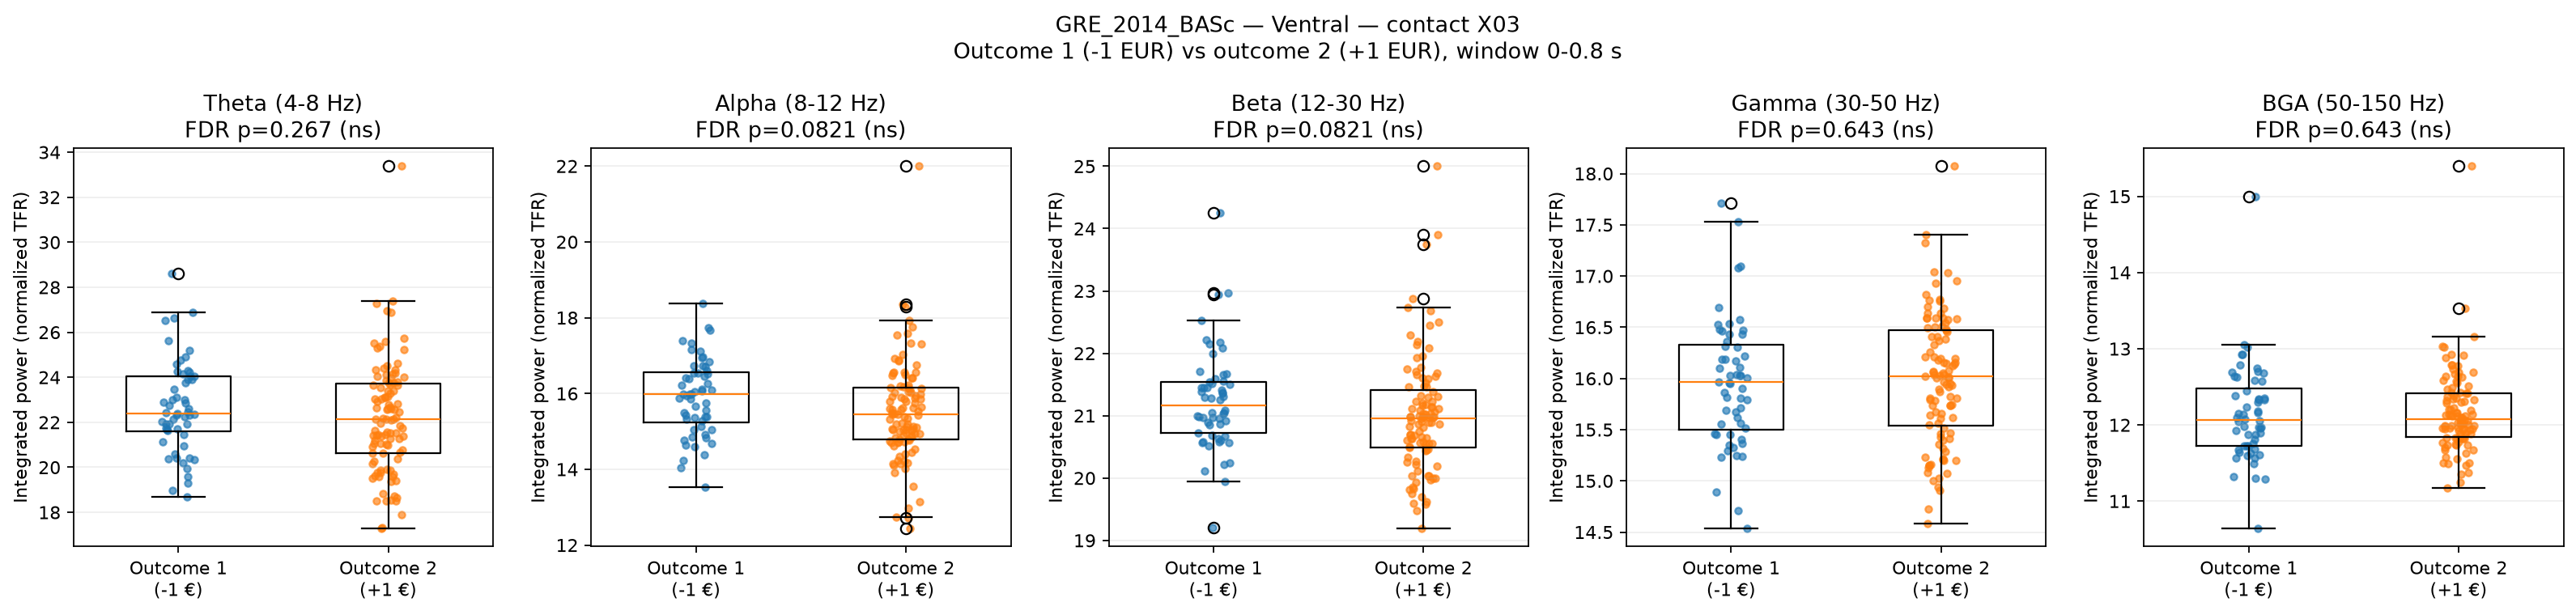 GRE_2014_BASc — Ventral — contact X03
Outcome 1 (-1 EUR) vs outcome 2 (+1 EUR), window 0-0.8 s
Theta (4-8 Hz)
FDR p=0.267 (ns)
Integrated power (normalized TFR)
34
32
30
28
26
24
22
20
18
Outcome 1
(-1 €)
Outcome 2
(+1 €)
Alpha (8-12 Hz)
FDR p=0.0821 (ns)
Integrated power (normalized TFR)
22
20
18
16
14
12
Outcome 1
(-1 €)
Outcome 2
(+1 €)
Beta (12-30 Hz)
FDR p=0.0821 (ns)
Integrated power (normalized TFR)
25
24
23
22
21
20
19
Outcome 1
(-1 €)
Outcome 2
(+1 €)
Gamma (30-50 Hz)
FDR p=0.643 (ns)
Integrated power (normalized TFR)
18.0
17.5
17.0
16.5
16.0
15.5
15.0
14.5
Outcome 1
(-1 €)
Outcome 2
(+1 €)
BGA (50-150 Hz)
FDR p=0.643 (ns)
Integrated power (normalized TFR)
15
14
13
12
11
Outcome 1
(-1 €)
Outcome 2
(+1 €)